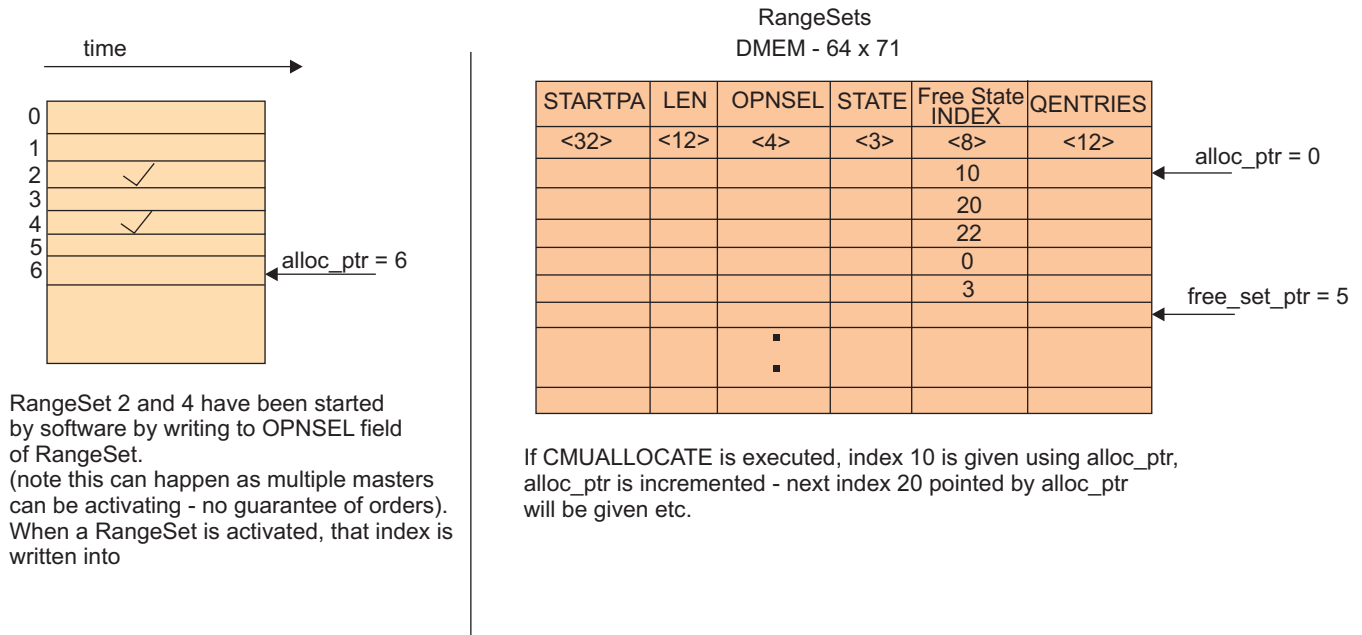 time
0
1
2
3
4
5
6
alloc_ptr = 6
RangeSet 2 and 4 have been started
by software by writing to OPNSEL field
of RangeSet.
(note this can happen as multiple masters
can be activating - no guarantee of orders).
When a RangeSet is activated, that index is
written into
RangeSets
DMEM - 64 x 71
STARTPA LEN OPNSEL STATE Free State INDEX QENTRIES
<32> <12> <4> <3> <8> <12>
10
20
22
0
3
alloc_ptr = 0
free_set_ptr = 5
If CMUALLOCATE is executed, index 10 is given using alloc_ptr,
alloc_ptr is incremented - next index 20 pointed by alloc_ptr
will be given etc.